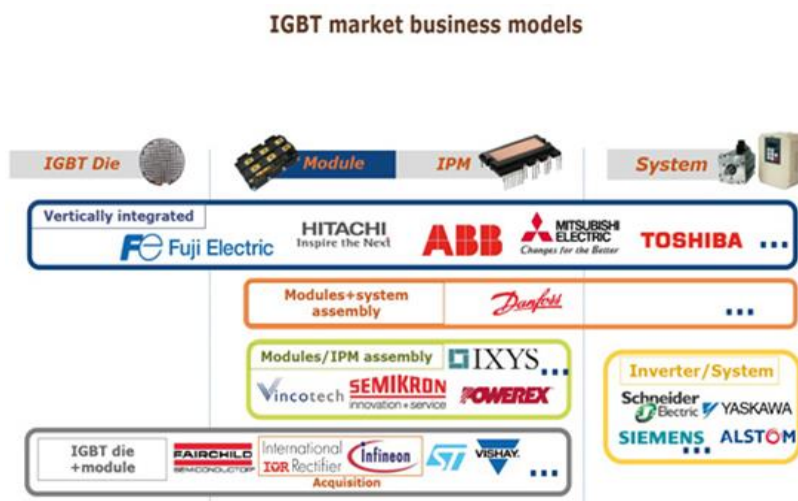 IGBT market business models
IGBT Die
Module
IPM
System
Vertically integrated
Fe Fuji Electric
HITACHI
Inspire the Next
ABB
MITSUBISHI
ELECTRIC
Changes for the Better
TOSHIBA
...
Modules+system
assembly
Danfoss
...
Modules/IPM assembly
IXYS
...
Vincotech
SEMIKRON
innovation + service
POWEREX
Inverter/System
Schneider
Electric
YASKAWA
SIEMENS
...
ALSTOM
IGBT die
+module
FAIRCHILD
SEMICONDUCTOR
International
IOR Rectifier
Infineon
Acquisition
ST
VISHAY.
...